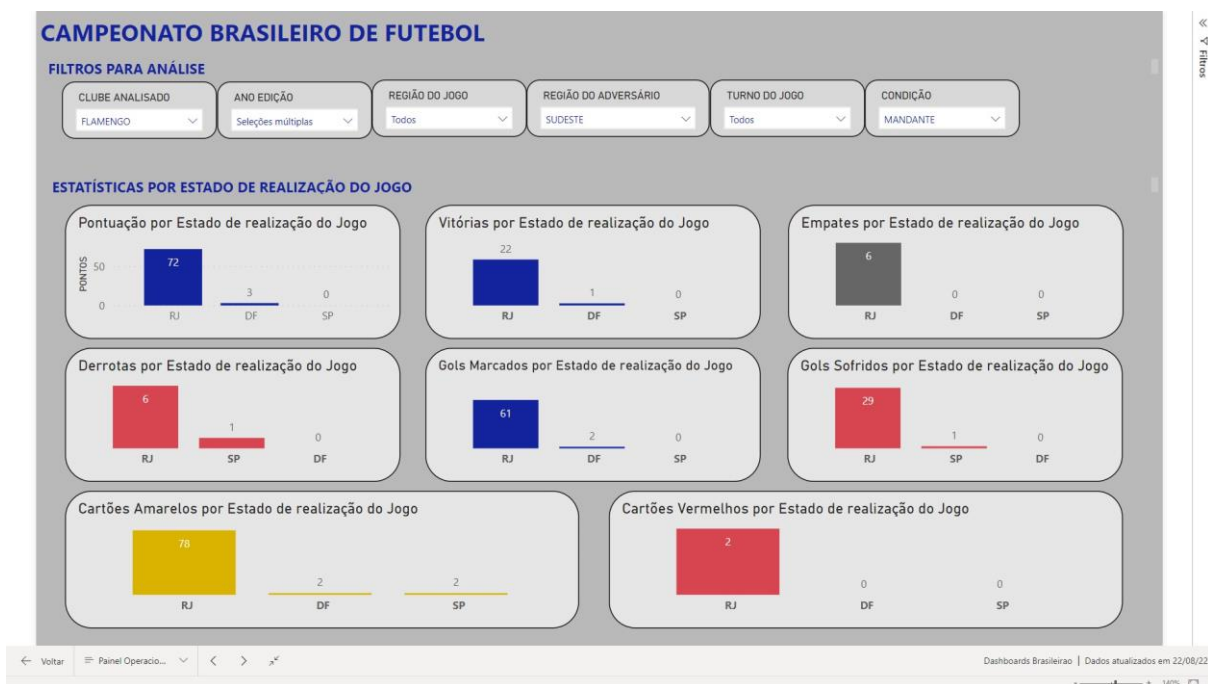 CAMPEONATO BRASILEIRO DE FUTEBOL
FILTROS PARA ANÁLISE
CLUBE ANALISADO
FLAMENGO
ANO EDIÇÃO
Seleções múltiplas
REGIÃO DO JOGO
Todos
REGIÃO DO ADVERSÁRIO
SUDESTE
TURNO DO JOGO
Todos
CONDIÇÃO
MANDANTE
Filtros
ESTATÍSTICAS POR ESTADO DE REALIZAÇÃO DO JOGO
Pontuação por Estado de realização do Jogo
PONTOS
50
0
72
3
0
RJ
DF
SP
Vitórias por Estado de realização do Jogo
22
1
0
RJ
DF
SP
Empates por Estado de realização do Jogo
6
0
0
RJ
DF
SP
Derrotas por Estado de realização do Jogo
6
1
0
RJ
SP
DF
Gols Marcados por Estado de realização do Jogo
61
2
0
RJ
DF
SP
Gols Sofridos por Estado de realização do Jogo
29
1
0
RJ
SP
DF
Cartões Amarelos por Estado de realização do Jogo
78
2
2
RJ
DF
SP
Cartões Vermelhos por Estado de realização do Jogo
2
0
0
RJ
DF
SP
Voltar
Painel Operacio...
Dashboards Brasileirao | Dados atualizados em 22/08/22
140%